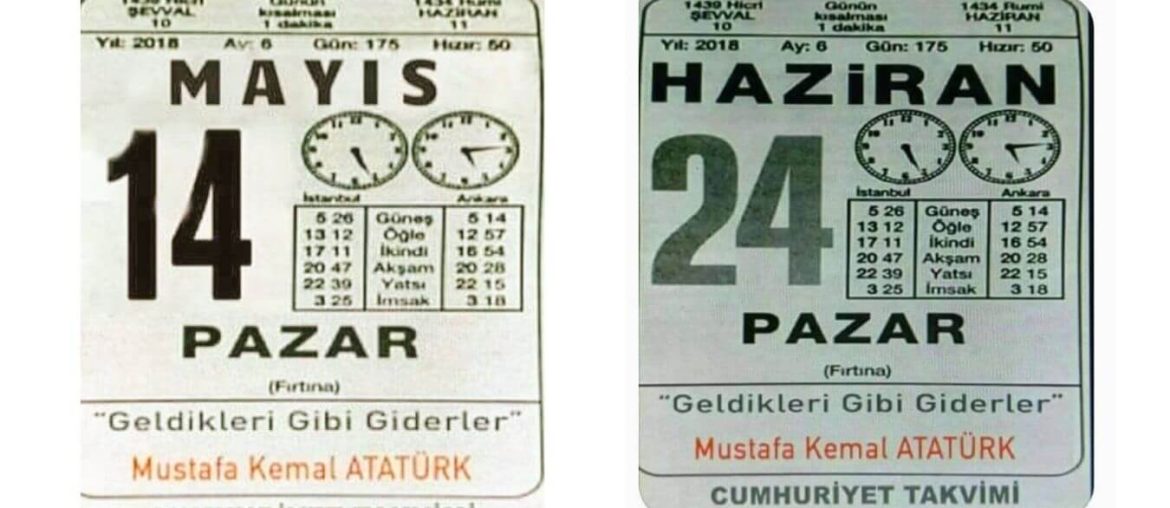 1439 Hicri
ŞEVVAL
10
Günün
kısalması
1 dakika
1434 Rumi
HAZİRAN
11
Yıl: 2018 Ay: 6 Gün: 175 Hızır: 50
MAYIS
14
İstanbul Ankara
5 26 Güneş 5 14
13 12 Öğle 12 57
17 11 İkindi 16 54
20 47 Akşam 20 28
22 39 Yatsı 22 15
3 25 İmsak 3 18
PAZAR
(Fırtına)
“Geldikleri Gibi Giderler”
Mustafa Kemal ATATÜRK
1439 Hicri
ŞEVVAL
10
Günün
kısalması
1 dakika
1434 Rumi
HAZİRAN
11
Yıl: 2018 Ay: 6 Gün: 175 Hızır: 50
HAZiRAN
24
İstanbul Ankara
5 26 Güneş 5 14
13 12 Öğle 12 57
17 11 İkindi 16 54
20 47 Akşam 20 28
22 39 Yatsı 22 15
3 25 İmsak 3 18
PAZAR
(Fırtına)
“Geldikleri Gibi Giderler”
Mustafa Kemal ATATÜRK
CUMHURİYET TAKVİMİ